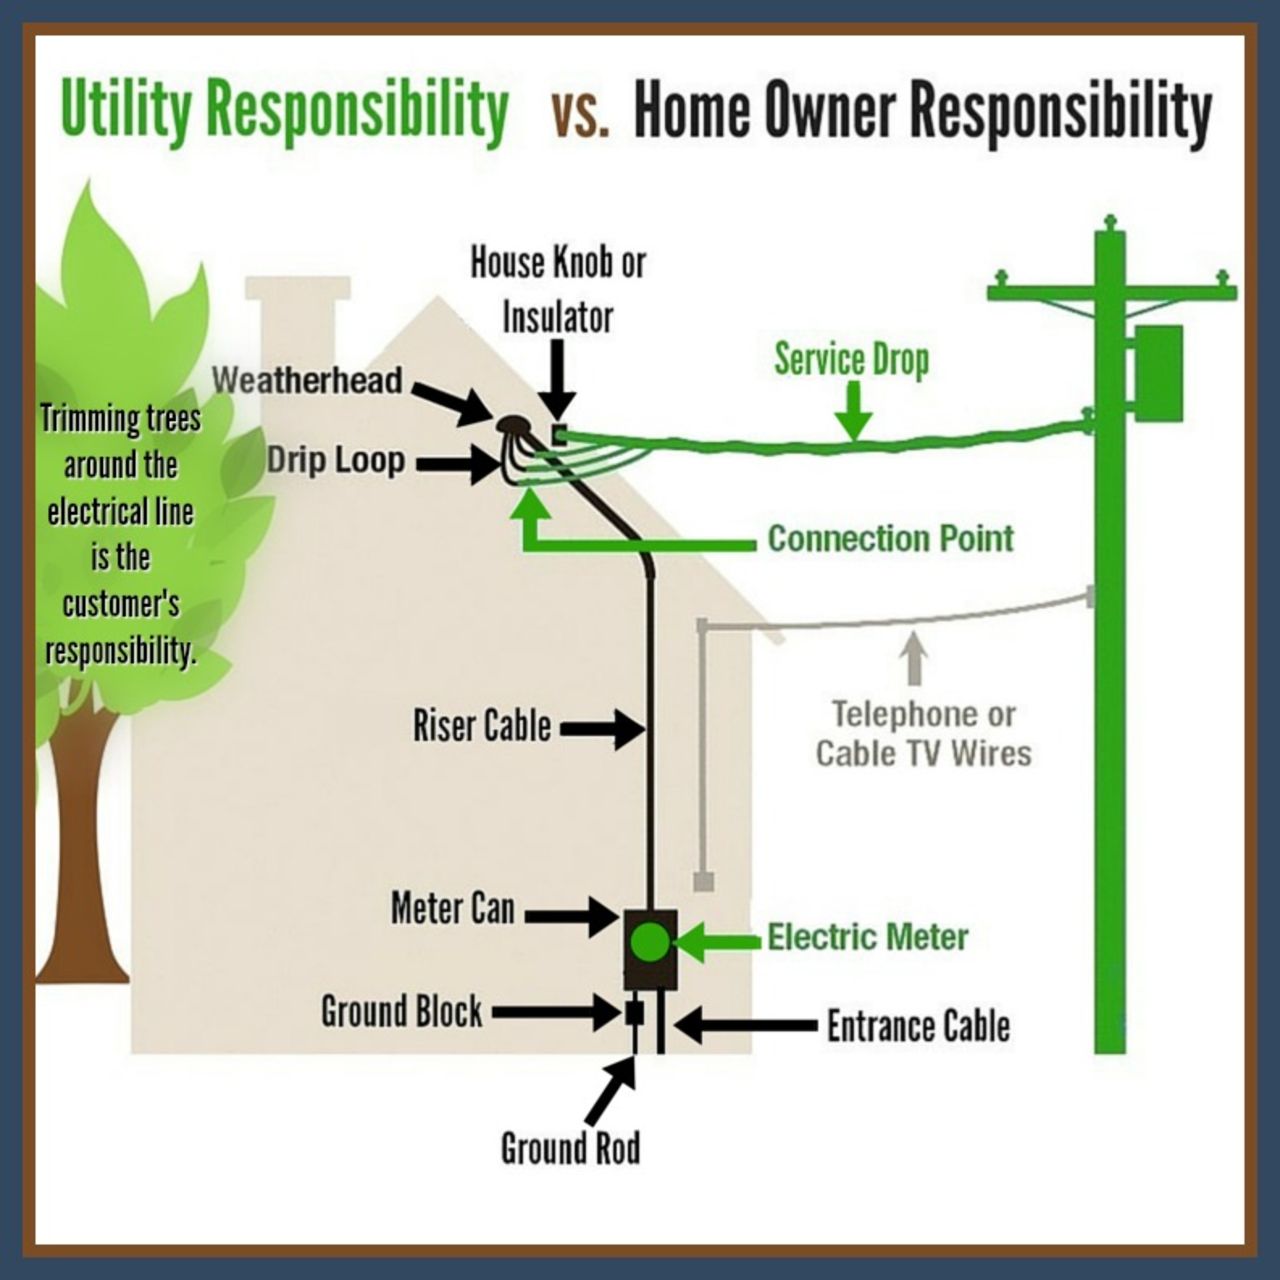 Utility Responsibility vs. Home Owner Responsibility
House Knob or
Insulator
Service Drop
Weatherhead
Trimming trees
around the
electrical line
is the
customer's
responsibility.
Drip Loop
Connection Point
Riser Cable
Telephone or
Cable TV Wires
Meter Can
Electric Meter
Ground Block
Entrance Cable
Ground Rod